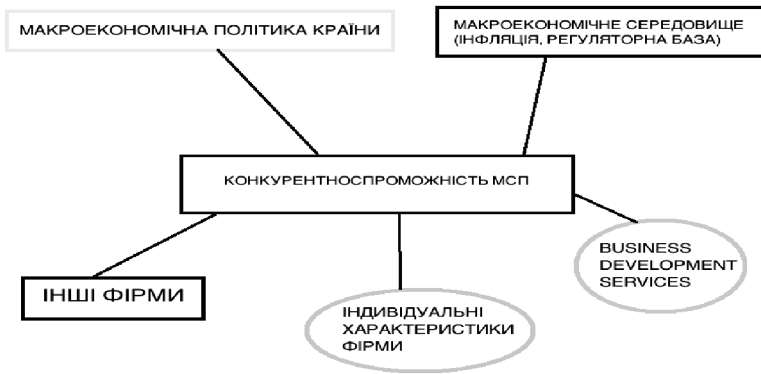 МАКРОЕКОНОМІЧНА ПОЛІТИКА КРАЇНИ
МАКРОЕКОНОМІЧНЕ СЕРЕДОВИЩЕ
(ІНФЛЯЦІЯ, РЕГУЛЯТОРНА БАЗА)
КОНКУРЕНТНОСПРОМОЖНІСТЬ МСП
BUSINESS
DEVELOPMENT
SERVICES
ІНШІ ФІРМИ
ІНДИВІДУАЛЬНІ
ХАРАКТЕРИСТИКИ
ФІРМИ